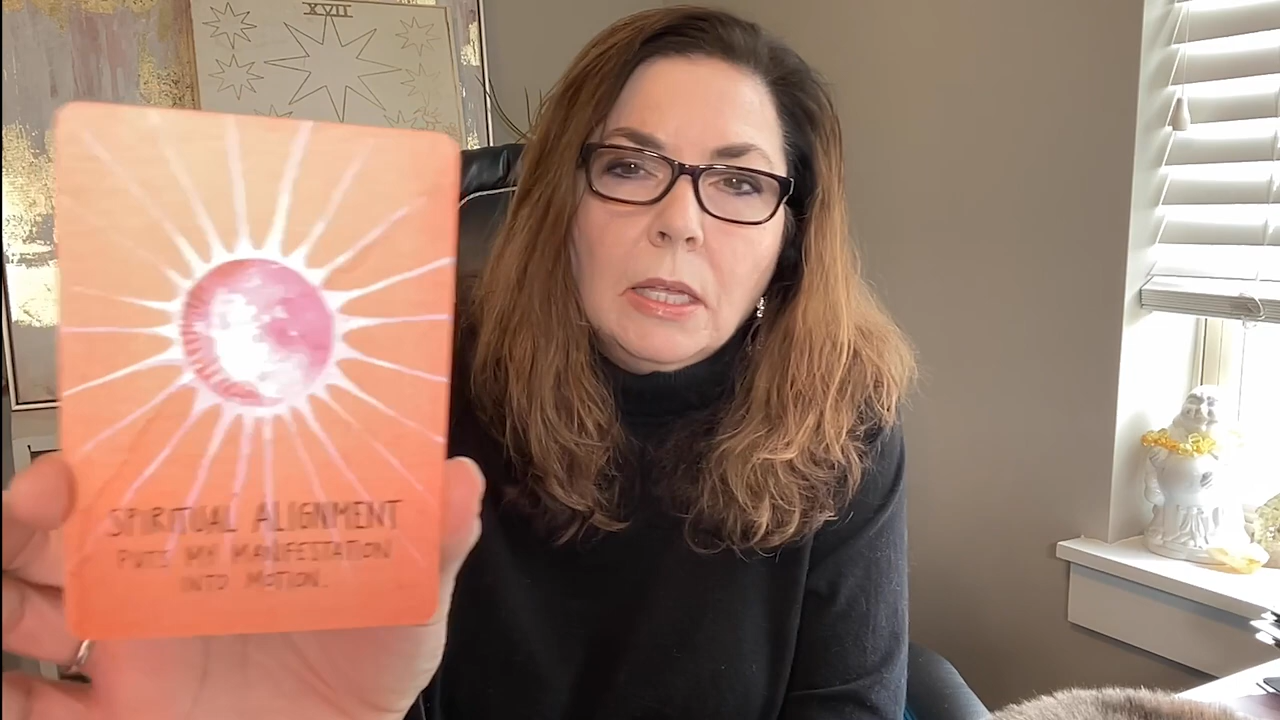 XVII
SPIRITUAL ALIGNMENT
PUTS MY MANIFESTATION
INTO MOTION.